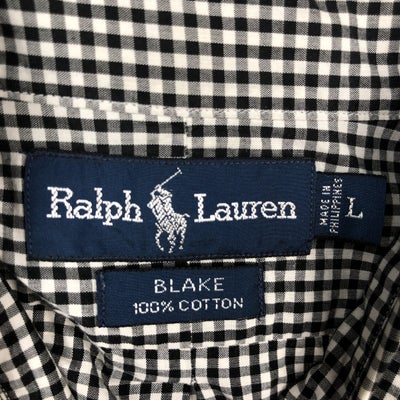 Ralph Lauren
MADE IN
PHILIPPINES
L
BLAKE
100% COTTON